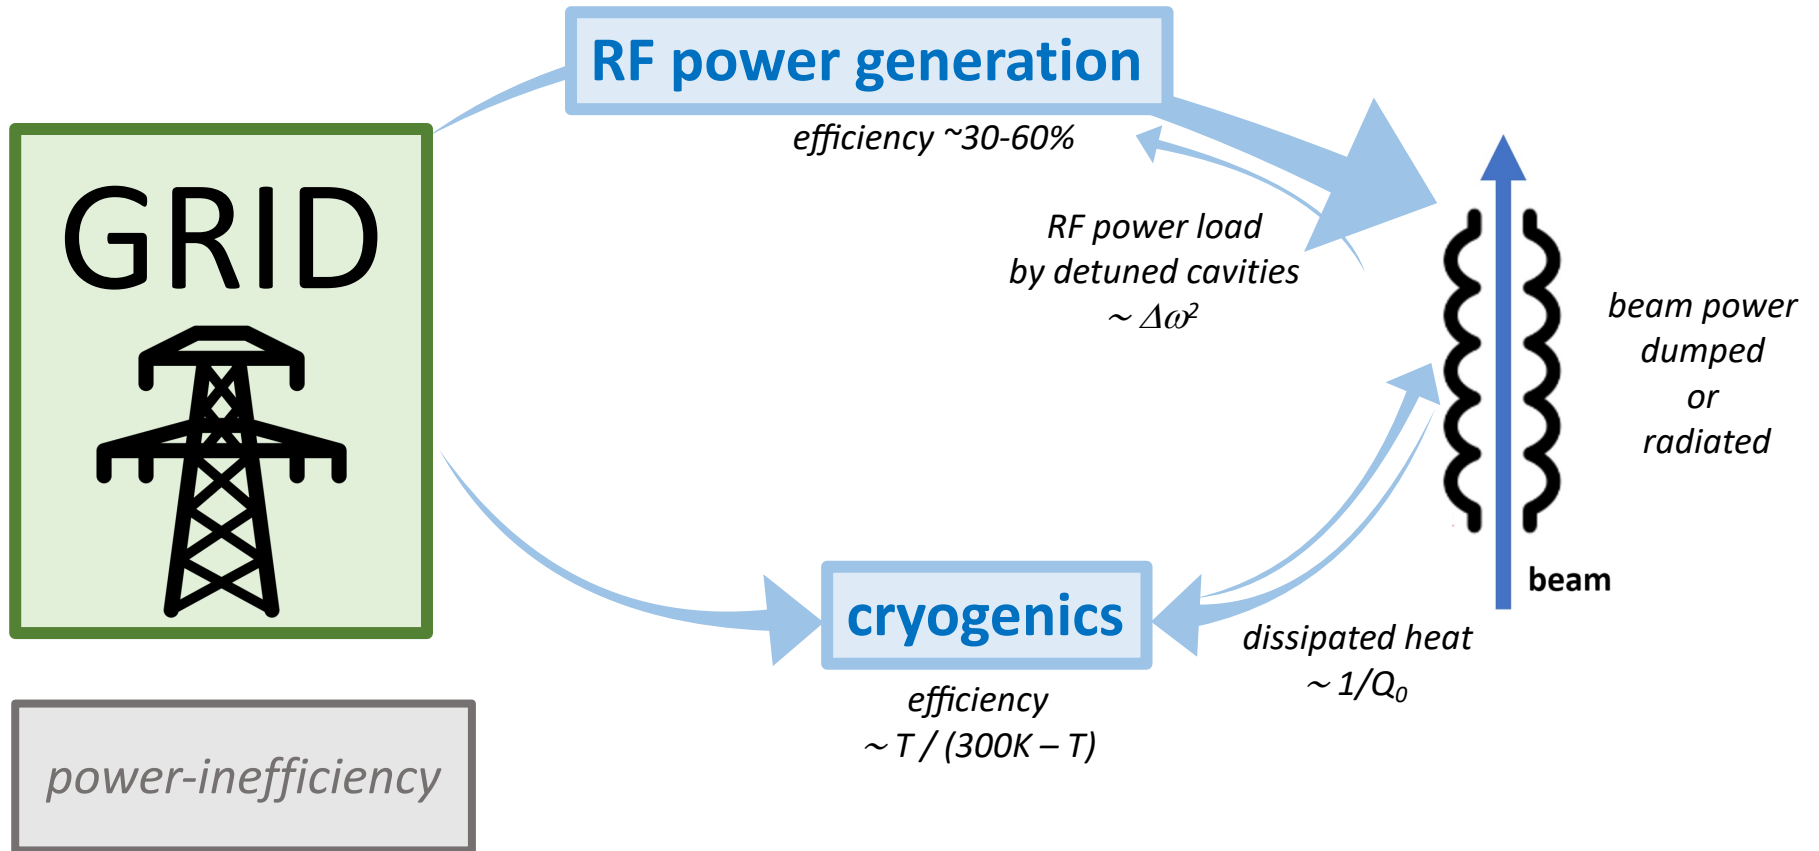 RF power generation
efficiency ~30-60%
GRID
RF power load
by detuned cavities
~ Δω²
beam power
dumped
or
radiated
beam
cryogenics
dissipated heat
~ 1/Q₀
efficiency
~ T / (300K – T)
power-inefficiency